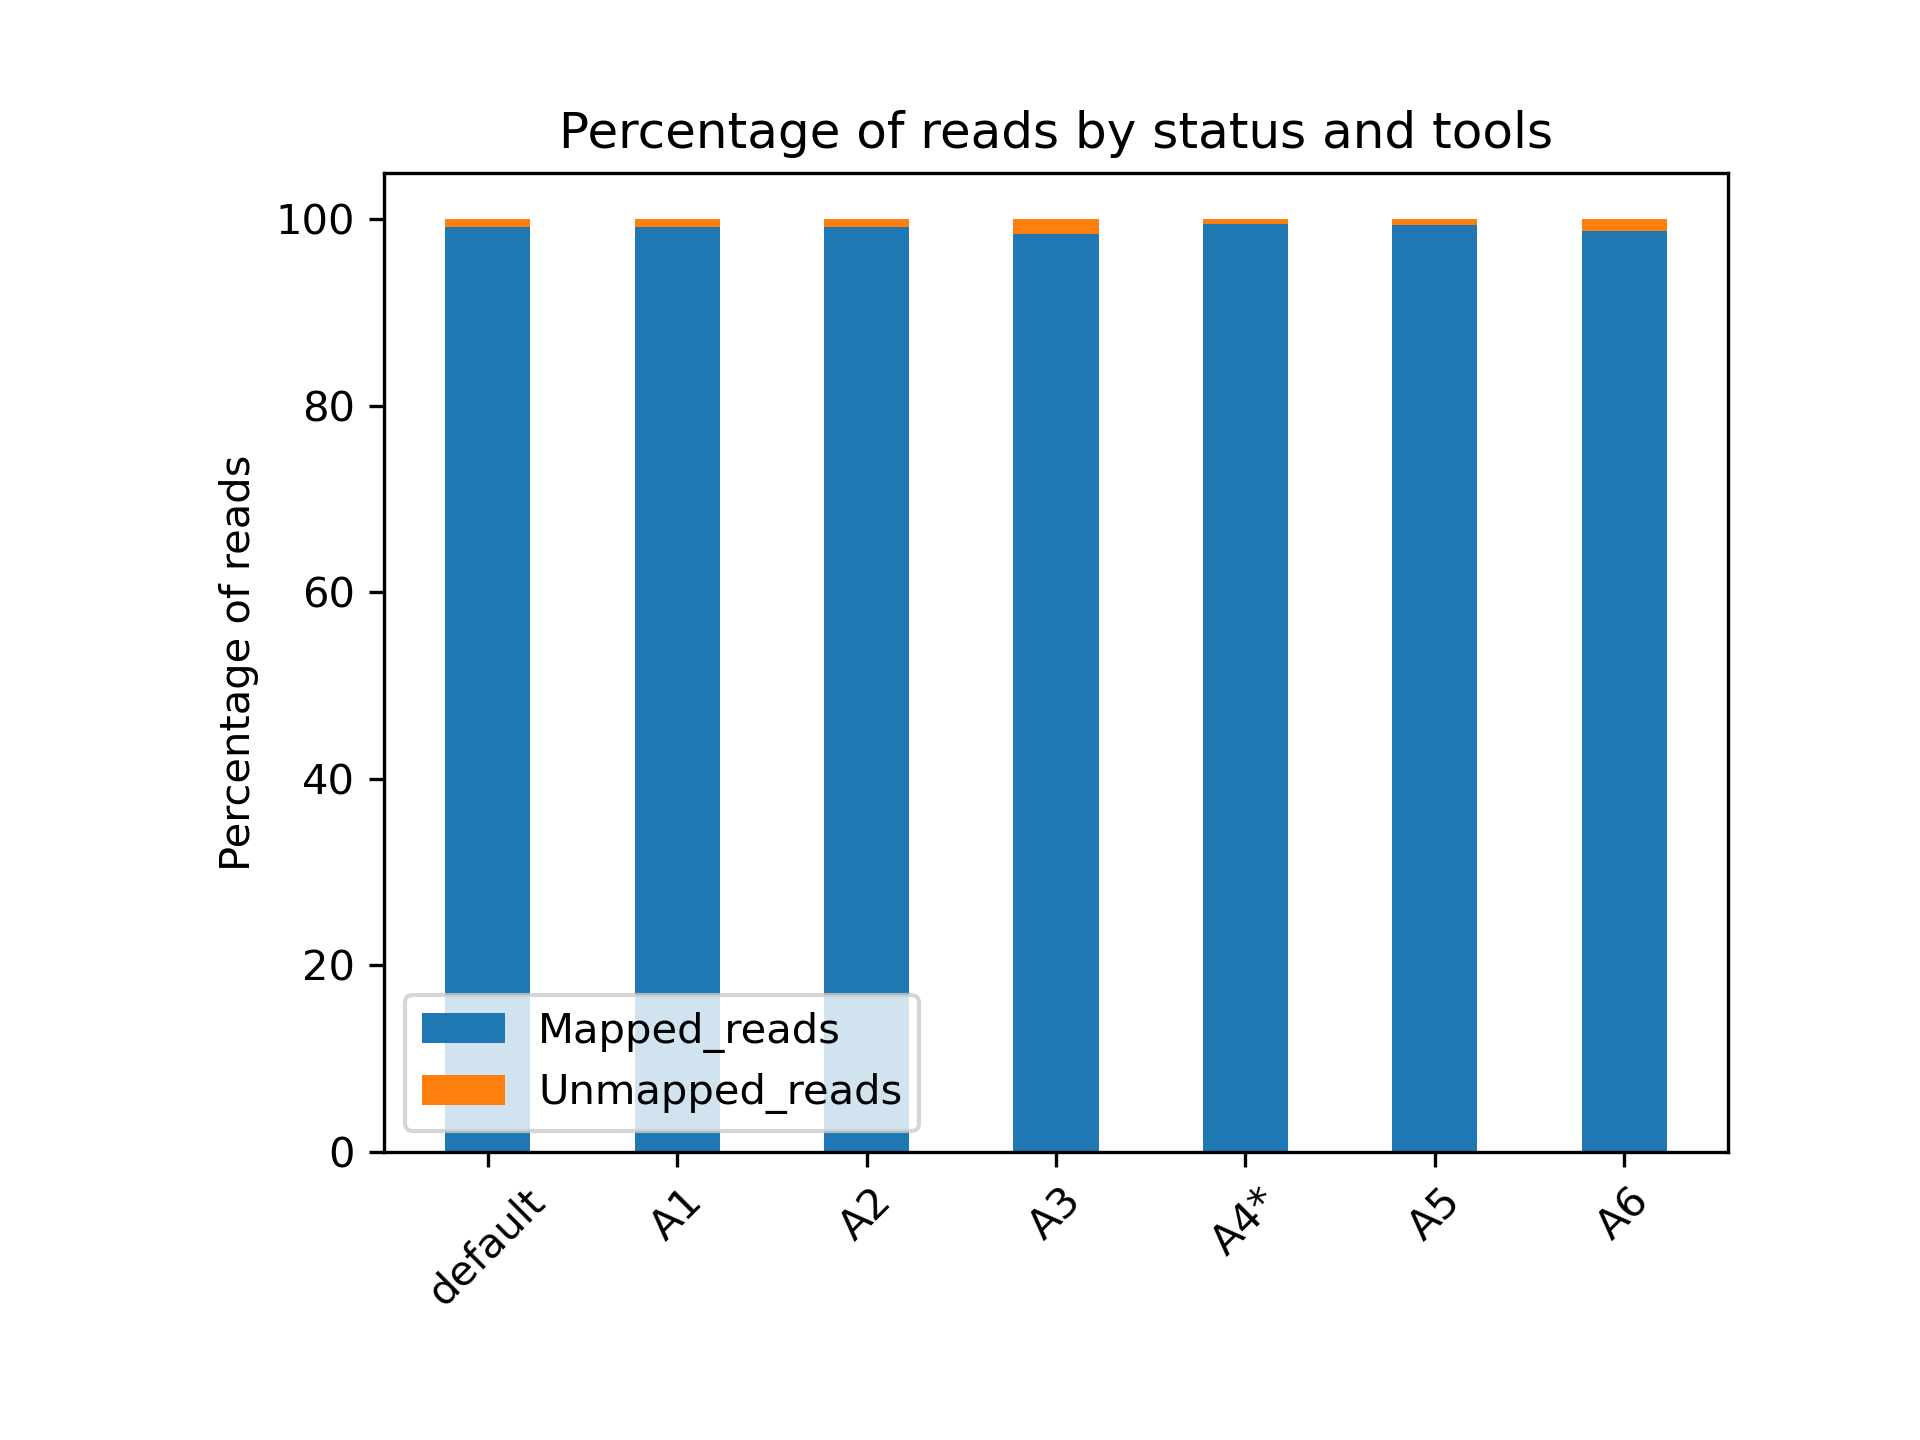 Percentage of reads by status and tools
Percentage of reads
100
80
60
40
20
0
Mapped_reads
Unmapped_reads
default
A1
A2
A3
A4*
A5
A6